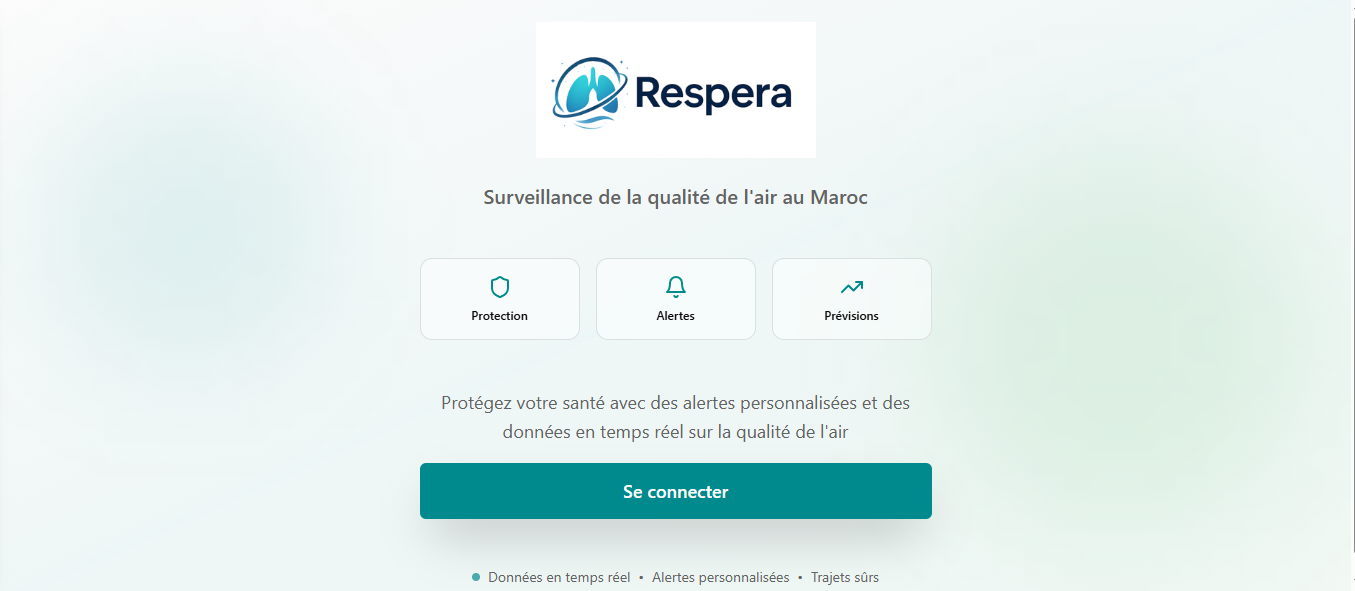 Respera
Surveillance de la qualité de l'air au Maroc
Protection
Alertes
Prévisions
Protégez votre santé avec des alertes personnalisées et des
données en temps réel sur la qualité de l'air
Se connecter
Données en temps réel • Alertes personnalisées • Trajets sûrs